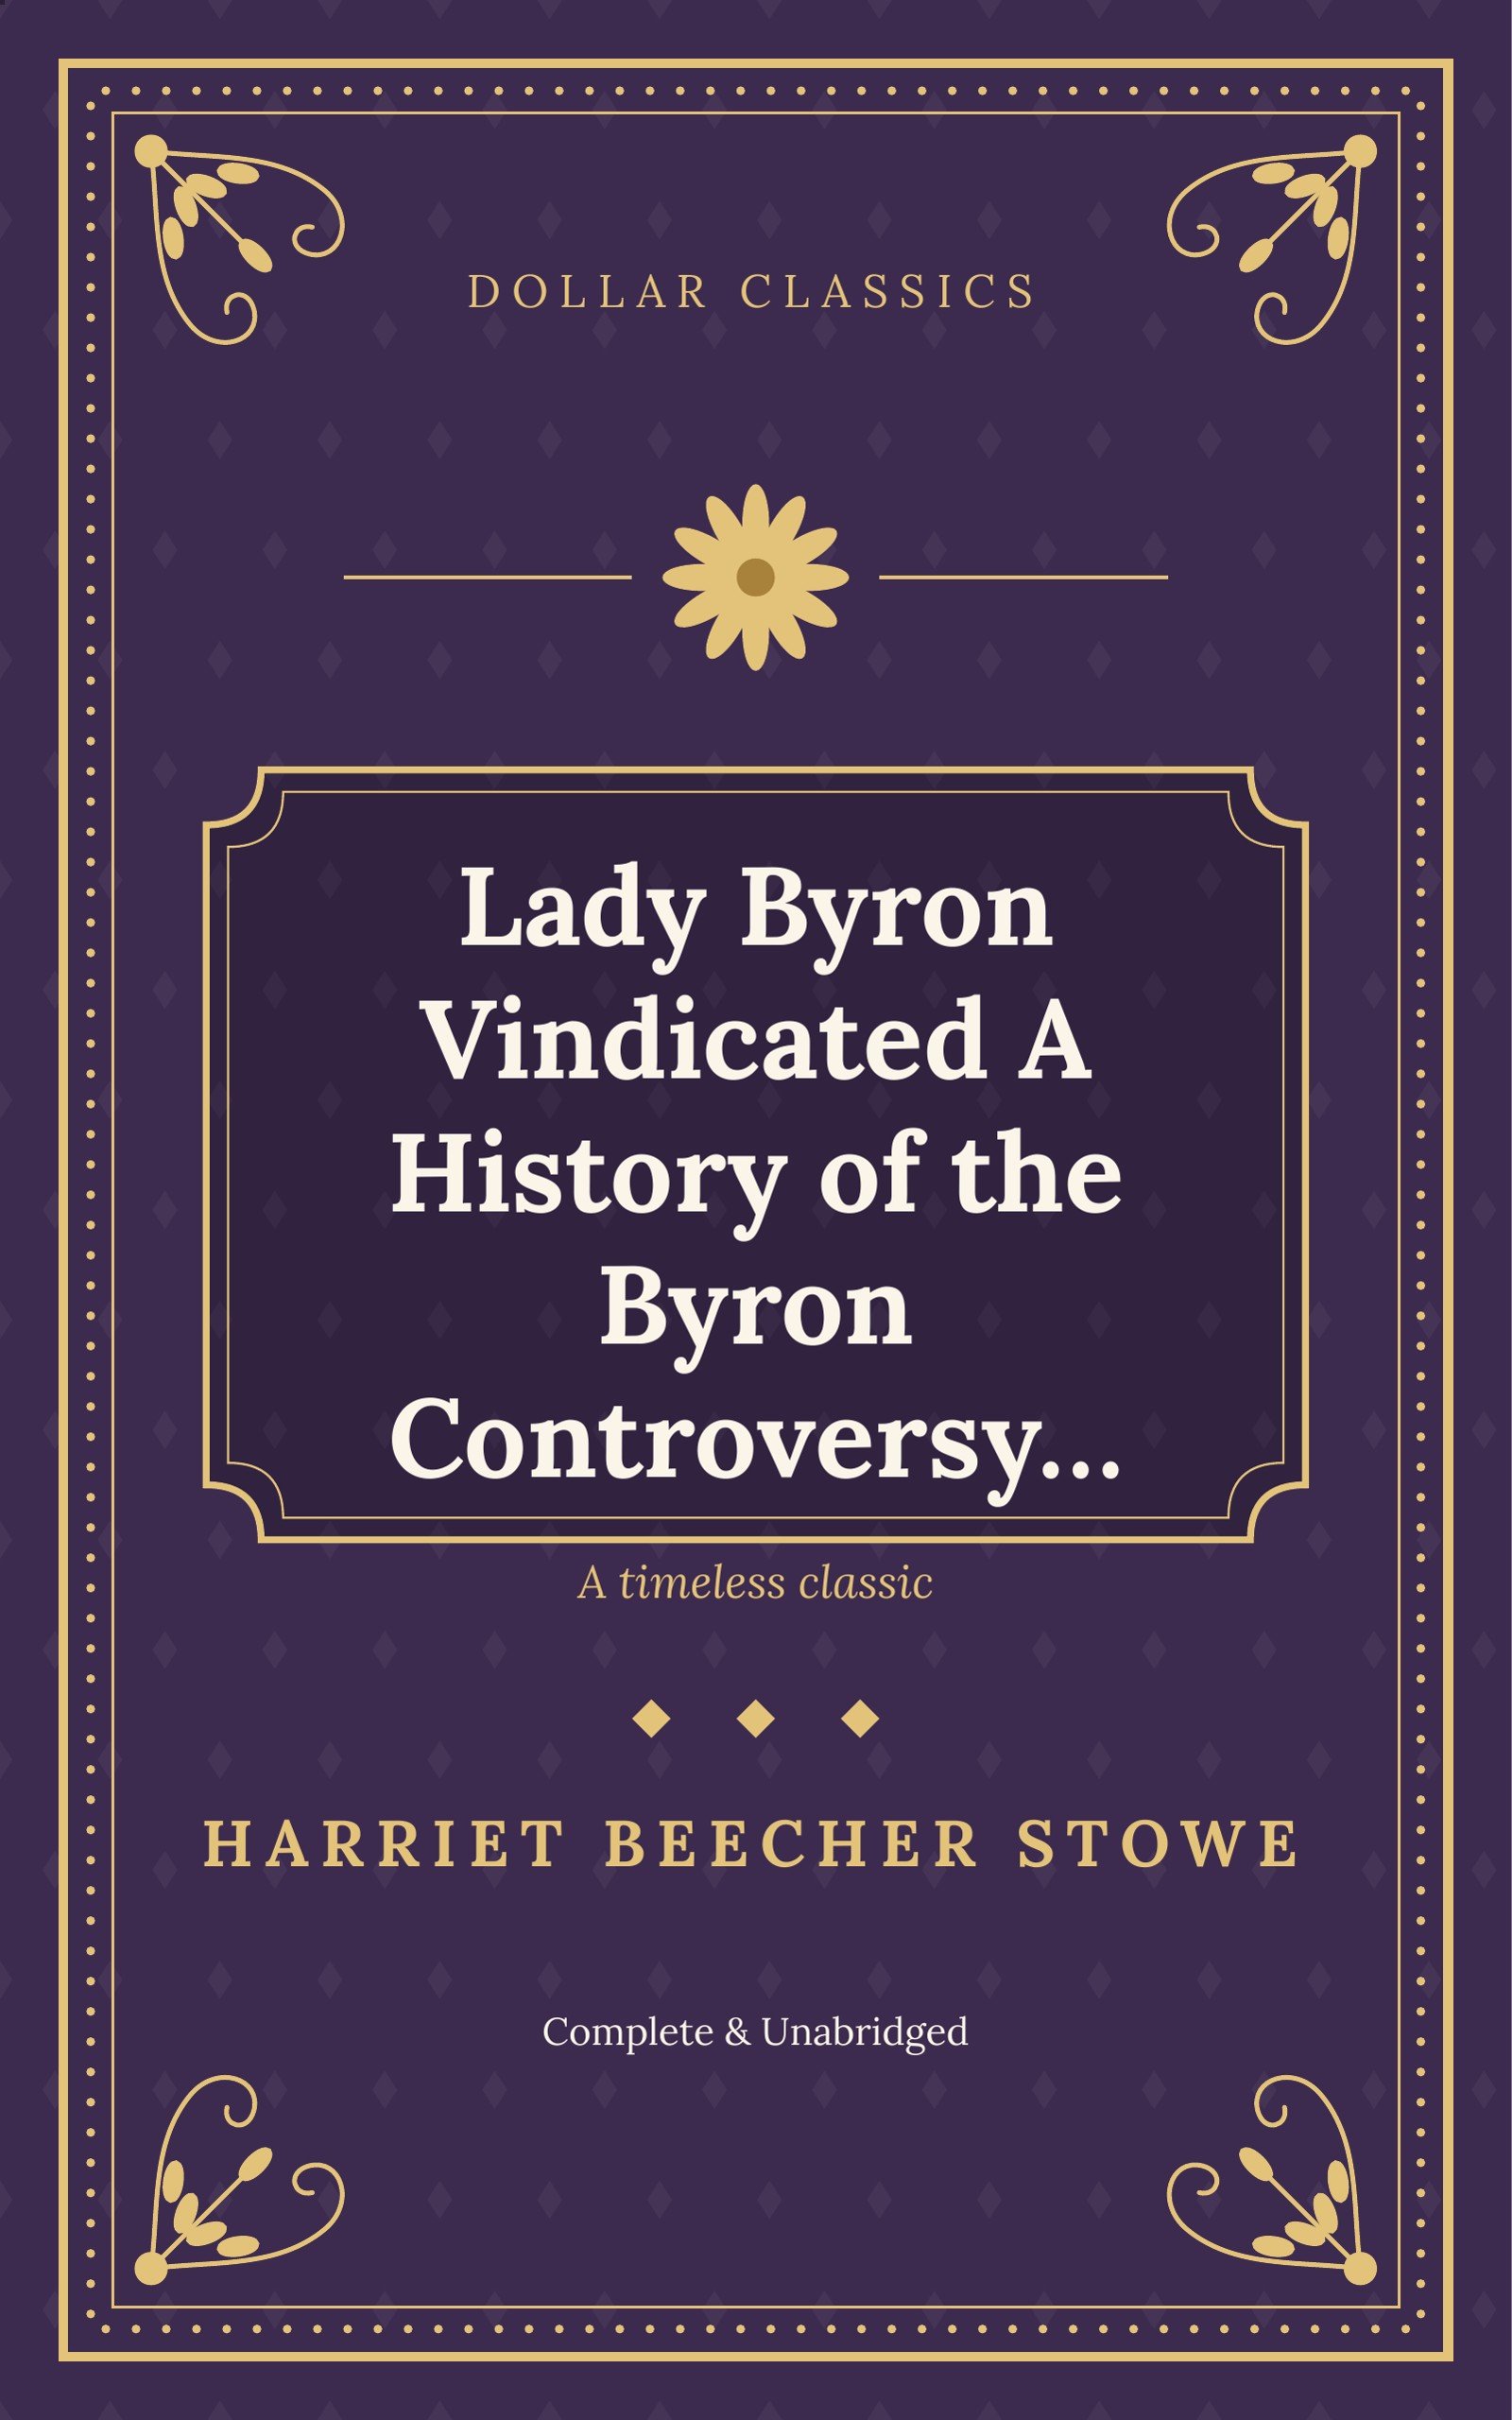 DOLLAR CLASSICS
Lady Byron
Vindicated A
History of the
Byron
Controversy...
A timeless classic
HARRIET BEECHER STOWE
Complete & Unabridged